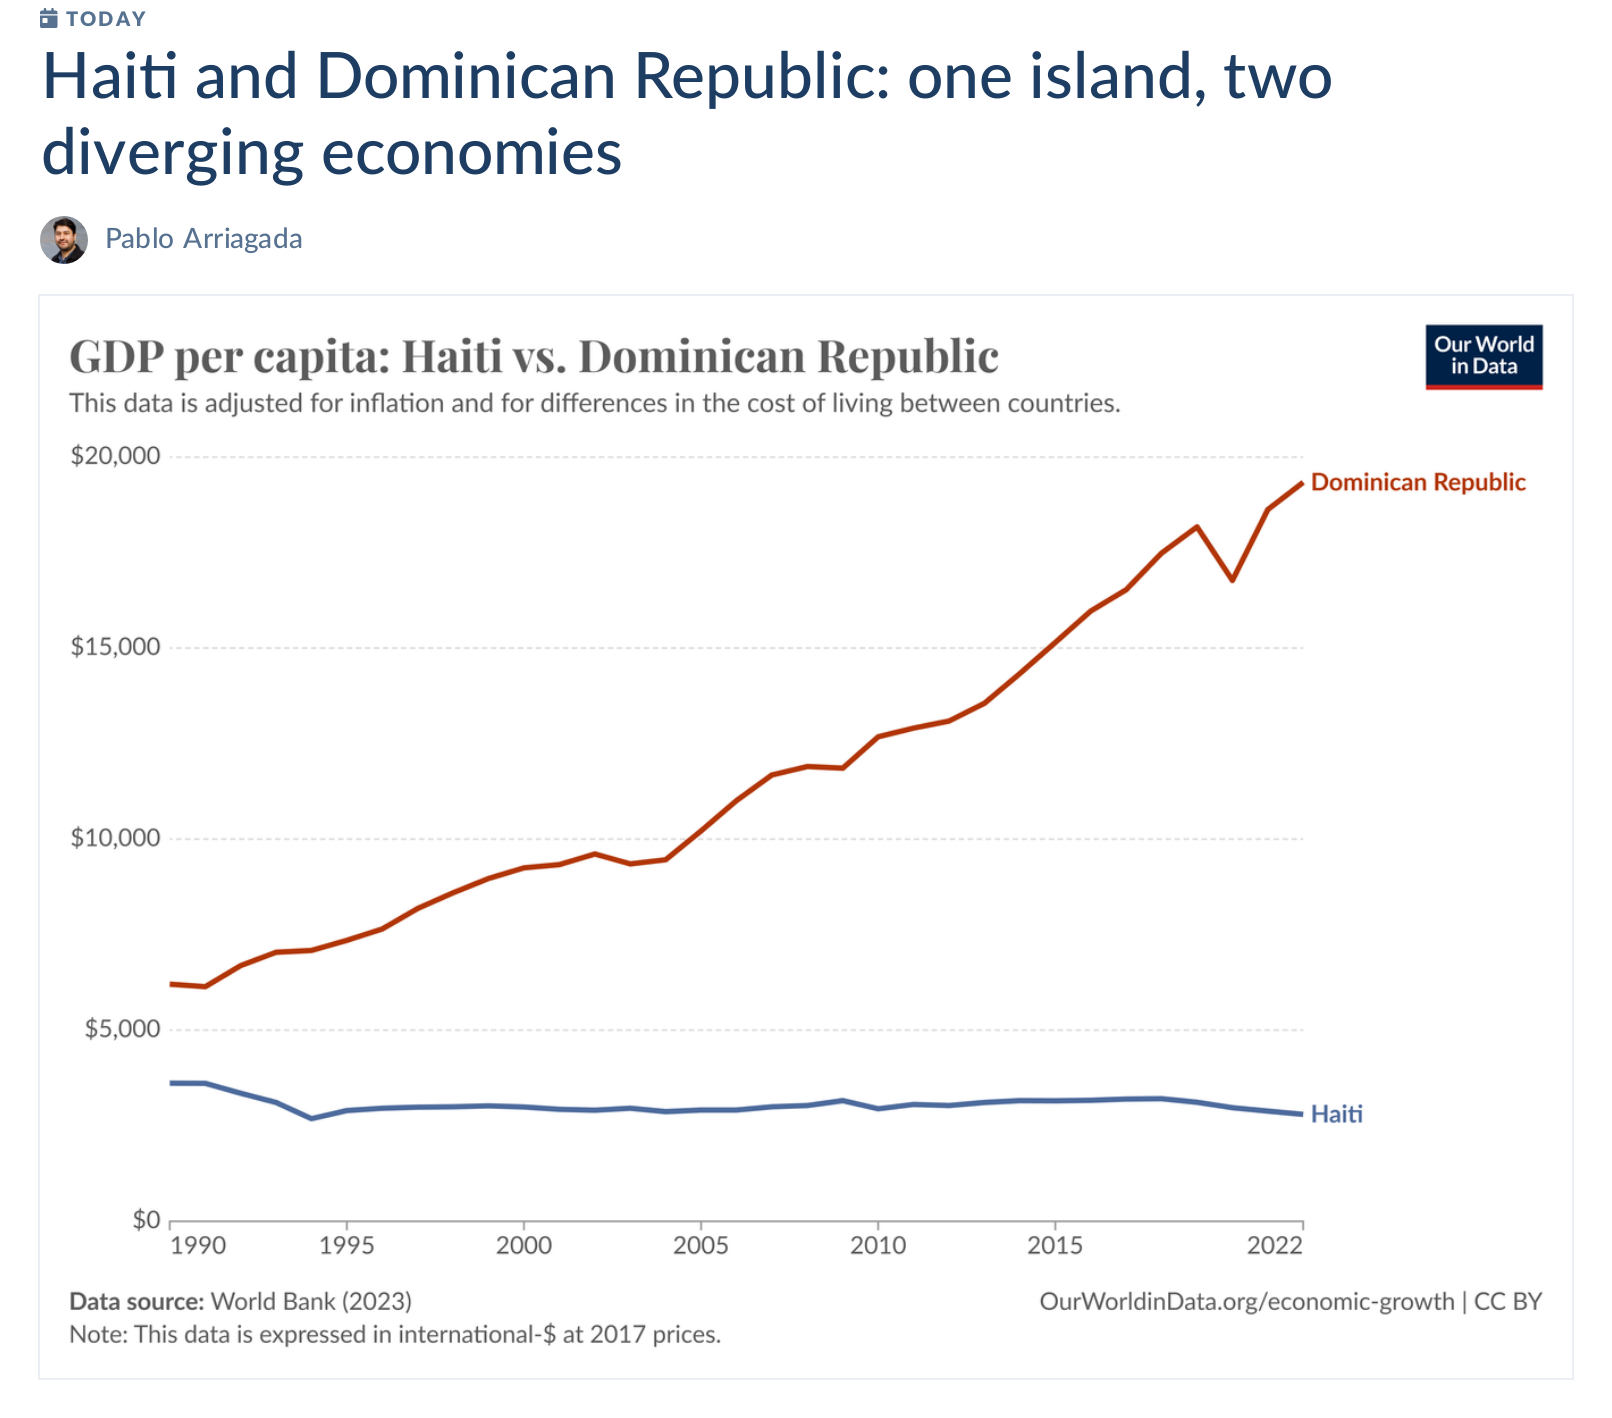 TODAY
Haiti and Dominican Republic: one island, two
diverging economies
Pablo Arriagada
GDP per capita: Haiti vs. Dominican Republic
Our World
in Data
This data is adjusted for inflation and for differences in the cost of living between countries.
$20,000
Dominican Republic
$15,000
$10,000
$5,000
Haiti
$0
1990 1995 2000 2005 2010 2015 2022
Data source: World Bank (2023)
OurWorldinData.org/economic-growth | CC BY
Note: This data is expressed in international-$ at 2017 prices.